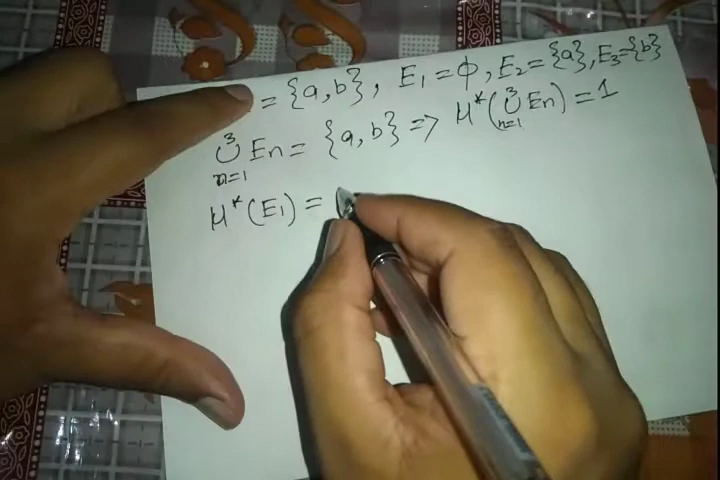 = {a, b}, E₁ = ϕ, E₂ = {a}, E₃ = {b}
³∪ₙ₌₁ Eₙ = {a, b} ⇒ μ*(³∪ₙ₌₁ Eₙ) = 1
μ*(E₁) =